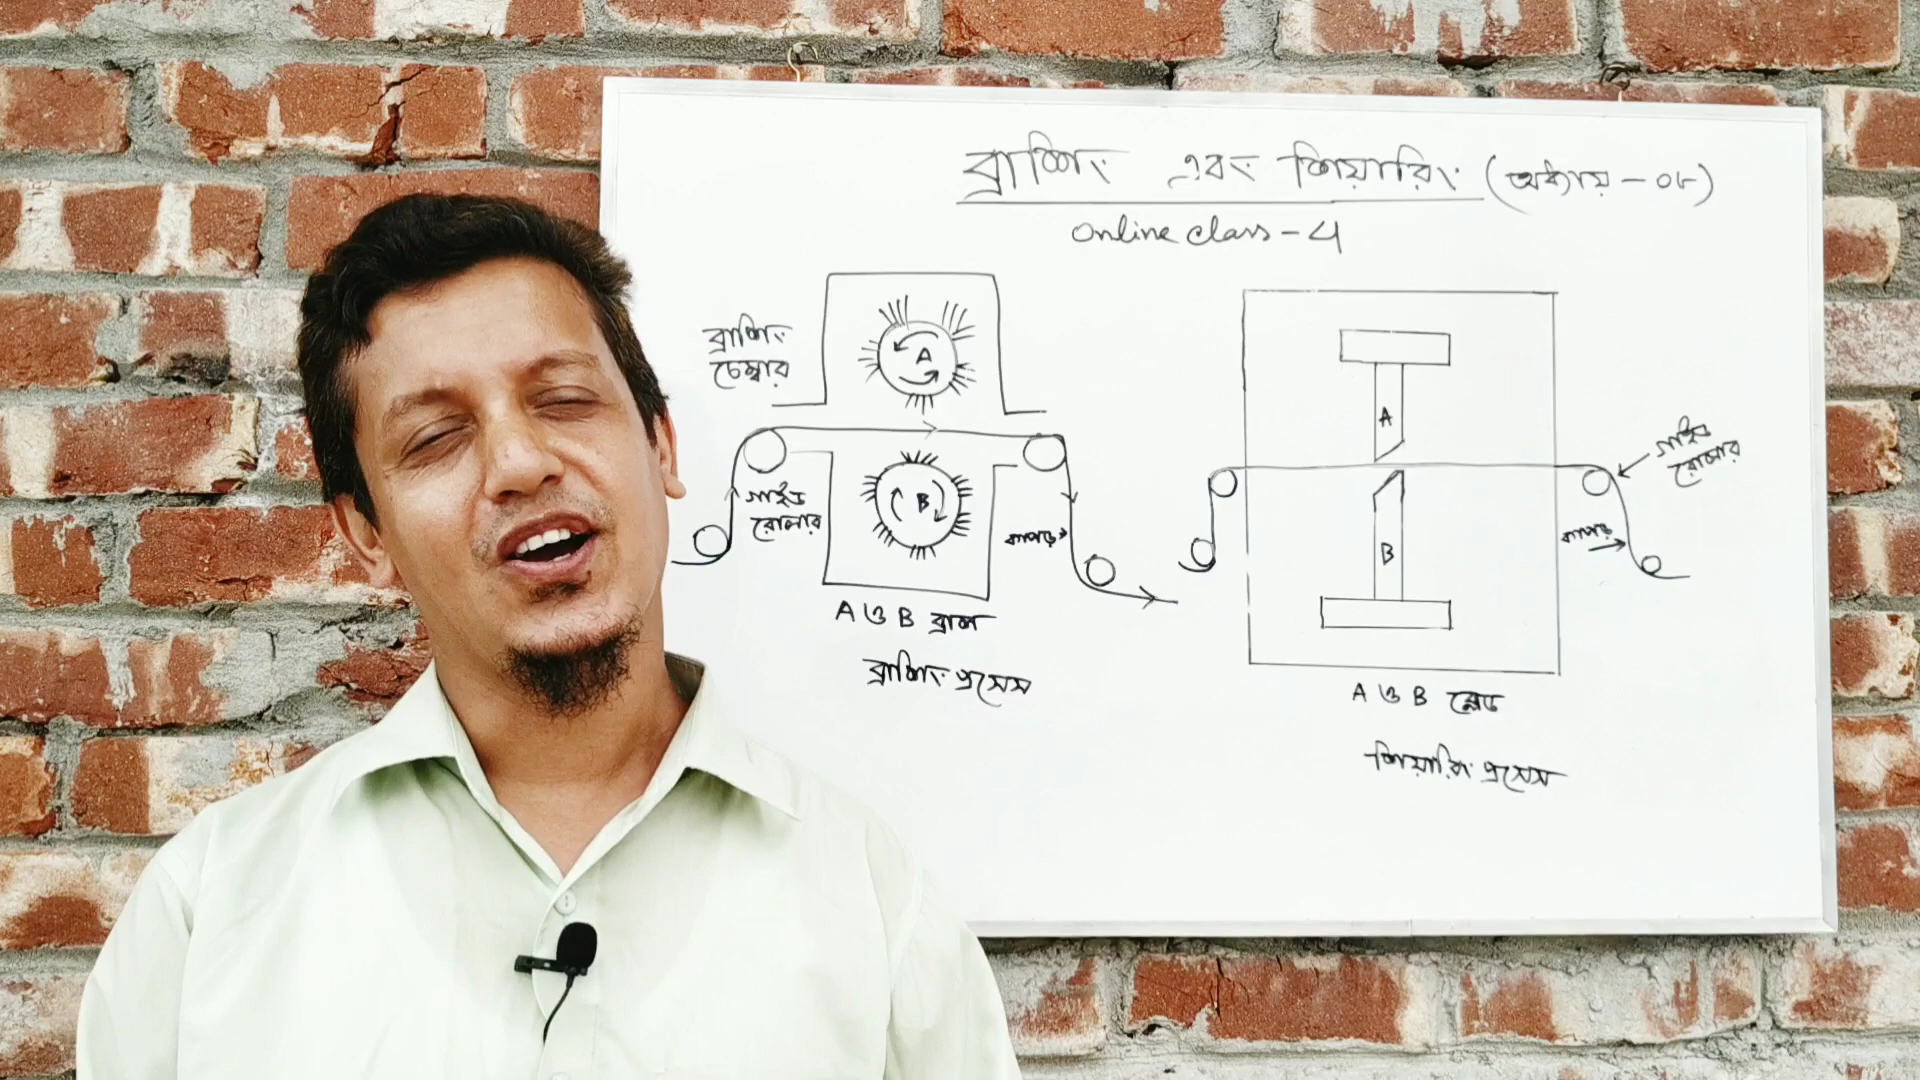 ব্রাশিং এবং শিয়ারিং (অধ্যায় - ০৮)
Online class - 4
ব্রাশিং
চেম্বার
A
গাইড
রোলার
B
কাপড়
A ও B ব্রাশ
ব্রাশিং প্রসেস
A
গাইড
রোলার
B
কাপড়
A ও B ব্লেড
শিয়ারিং প্রসেস